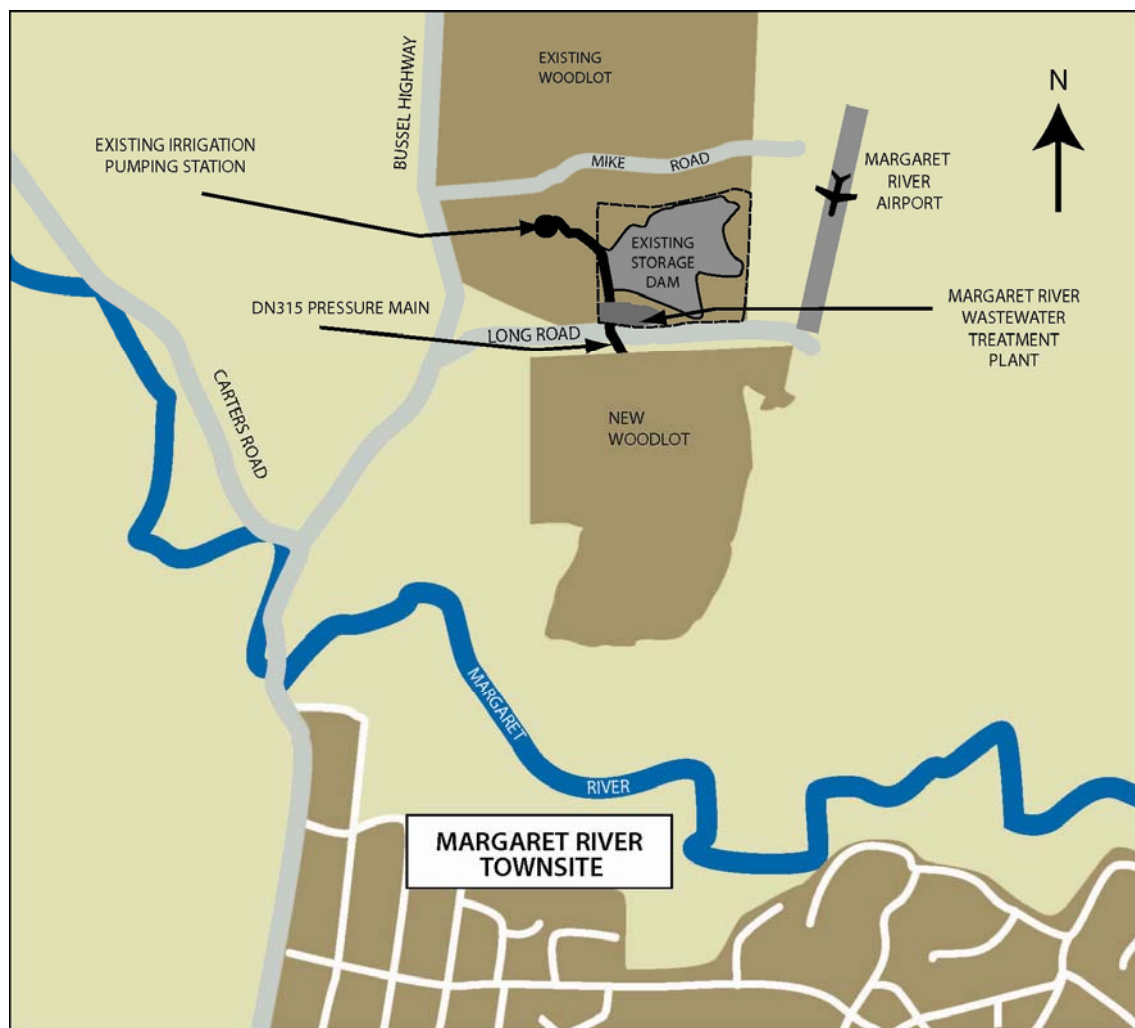 EXISTING
WOODLOT
N
BUSSEL HIGHWAY
EXISTING IRRIGATION
PUMPING STATION
MIKE ROAD
MARGARET
RIVER
AIRPORT
EXISTING
STORAGE
DAM
DN315 PRESSURE MAIN
LONG ROAD
MARGARET RIVER
WASTEWATER
TREATMENT
PLANT
CARTERS ROAD
NEW
WOODLOT
MARGARET
RIVER
MARGARET RIVER
TOWNSITE